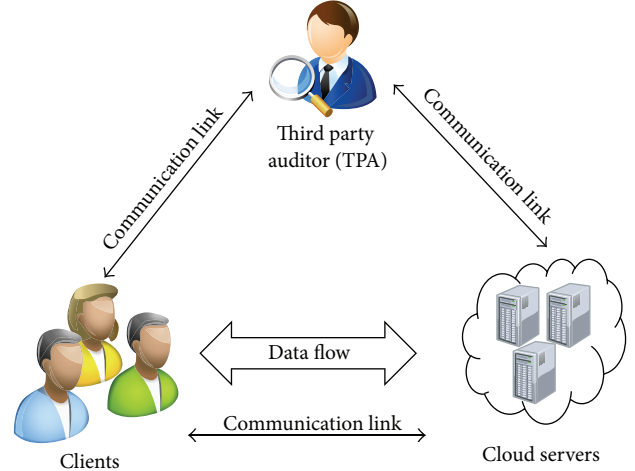 Third party
auditor (TPA)
Communication link
Communication link
Data flow
Communication link
Clients
Cloud servers